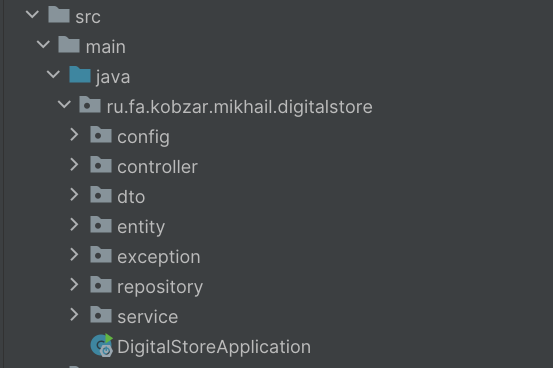 src
main
java
ru.fa.kobzar.mikhail.digitalstore
config
controller
dto
entity
exception
repository
service
DigitalStoreApplication